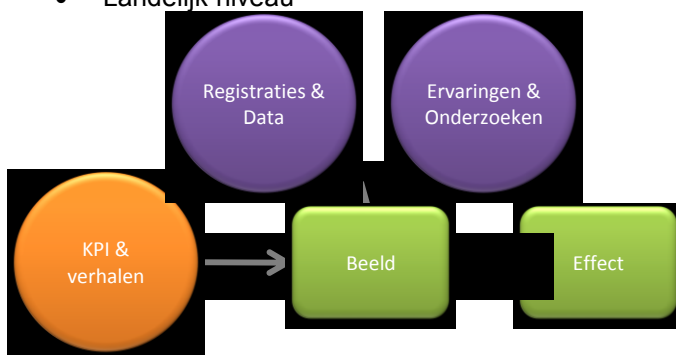 • Landelijk niveau
Registraties &
Data
Ervaringen &
Onderzoeken
KPI &
verhalen
Beeld
Effect